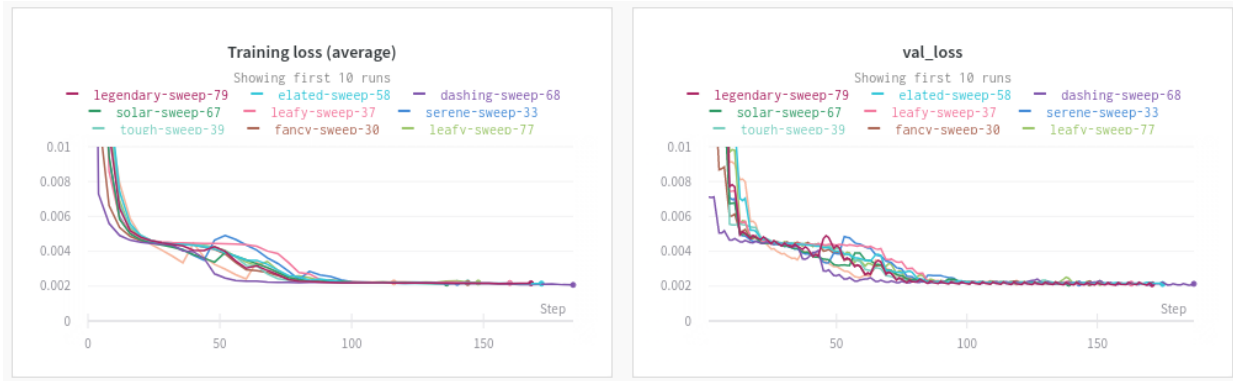 Training loss (average)
Showing first 10 runs
legendary-sweep-79 elated-sweep-58 dashing-sweep-68
solar-sweep-67 leafy-sweep-37 serene-sweep-33
tough-sweep-39 fancy-sweep-30 leafy-sweep-77
0.01
0.008
0.006
0.004
0.002
0
Step
0 50 100 150
val_loss
Showing first 10 runs
legendary-sweep-79 elated-sweep-58 dashing-sweep-68
solar-sweep-67 leafy-sweep-37 serene-sweep-33
tough-sweep-39 fancy-sweep-30 leafy-sweep-77
0.01
0.008
0.006
0.004
0.002
0
Step
50 100 150